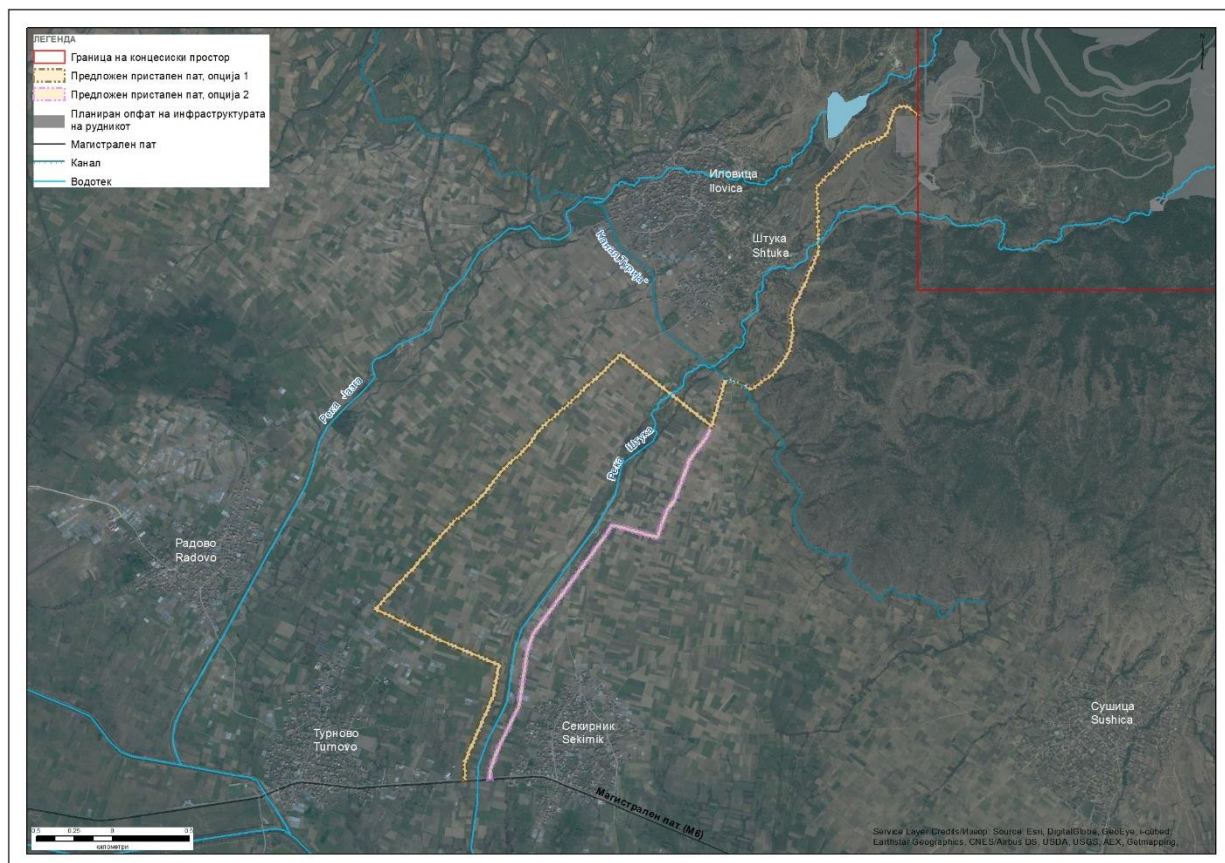 ЛЕГЕНДА
Граница на концесиски простор
Предложен пристапен пат, опција 1
Предложен пристапен пат, опција 2
Планиран опфат на инфраструктурата
на рудникот
Магистрален пат
Канал
Водотек
N
Иловица
Ilovica
Штука
Shtuka
Канал„Турија"
Река Јазга
Река Штука
Радово
Radovo
Турново
Turnovo
Секирник
Sekirnik
Сушица
Sushica
Магистрален пат (М6)
0.5 0.25 0 0.5
километри
Service Layer Credits/Извор: Source: Esri, DigitalGlobe, GeoEye, i-cubed,
Earthstar Geographics, CNES/Airbus DS, USDA, USGS, AEX, Getmapping,